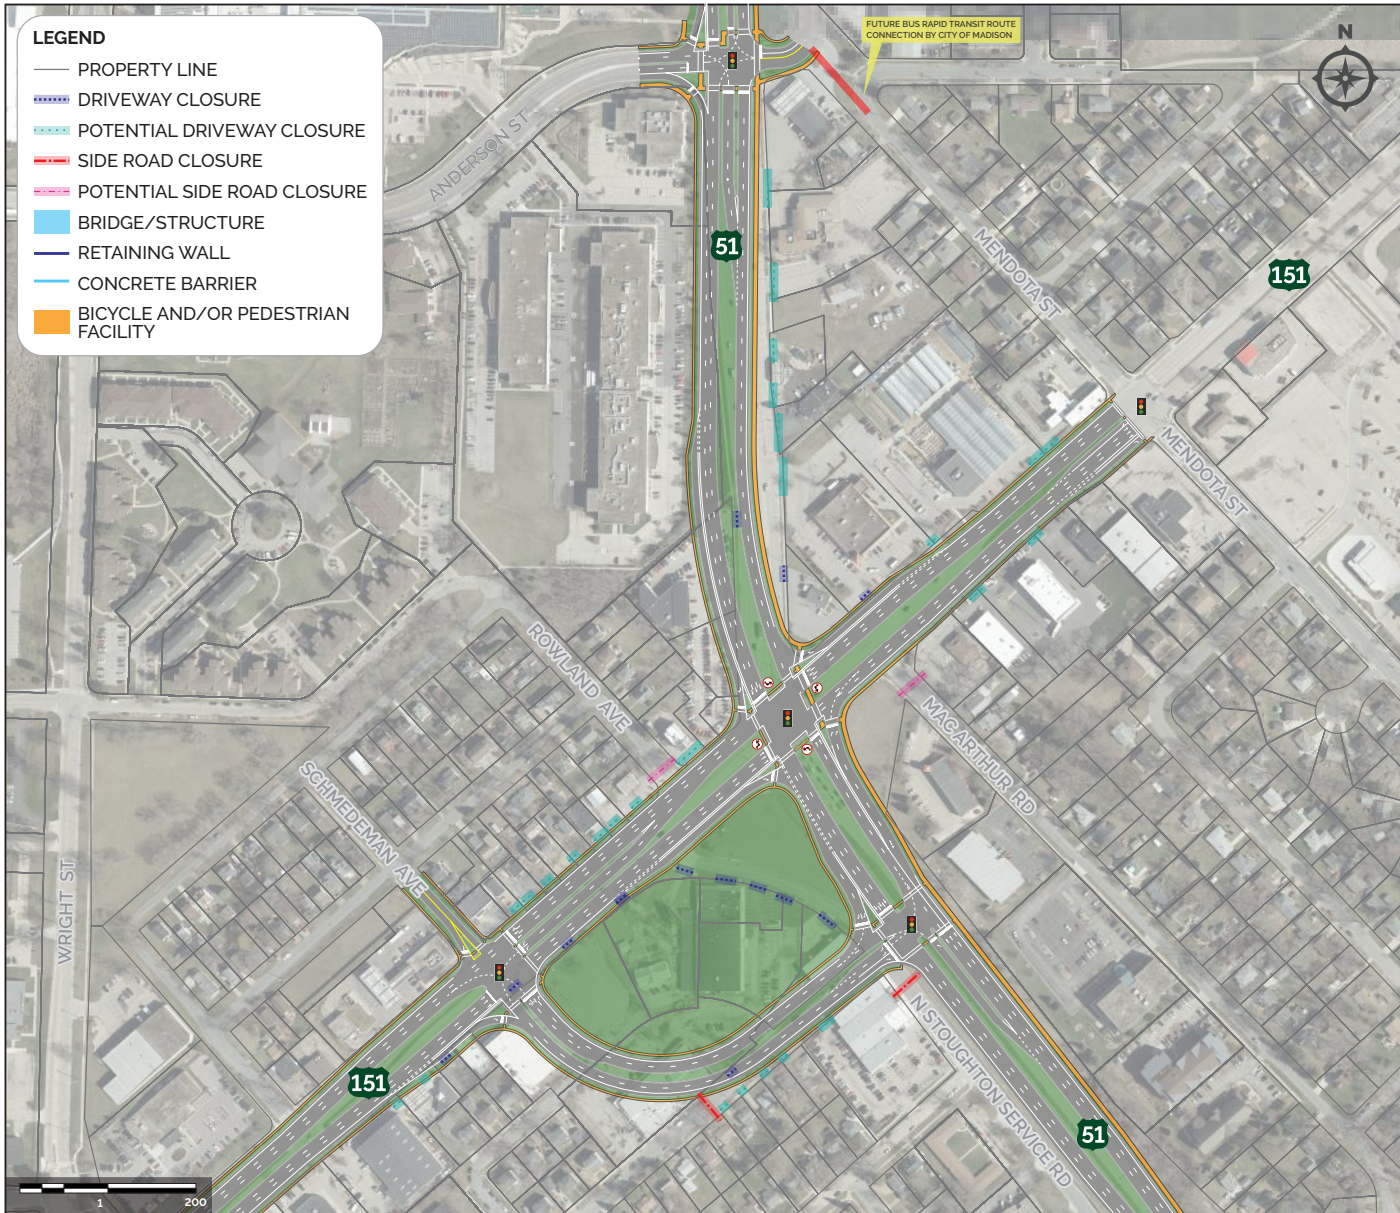 LEGEND
PROPERTY LINE
DRIVEWAY CLOSURE
POTENTIAL DRIVEWAY CLOSURE
SIDE ROAD CLOSURE
POTENTIAL SIDE ROAD CLOSURE
BRIDGE/STRUCTURE
RETAINING WALL
CONCRETE BARRIER
BICYCLE AND/OR PEDESTRIAN
FACILITY
FUTURE BUS RAPID TRANSIT ROUTE
CONNECTION BY CITY OF MADISON
N
ANDERSON ST
51
MENDOTA ST
151
MENDOTA ST
ROWLAND AVE
MAC ARTHUR RD
SCHMEDEMAN AVE
WRIGHT ST
N STOUGHTON SERVICE RD
151
51
1
200